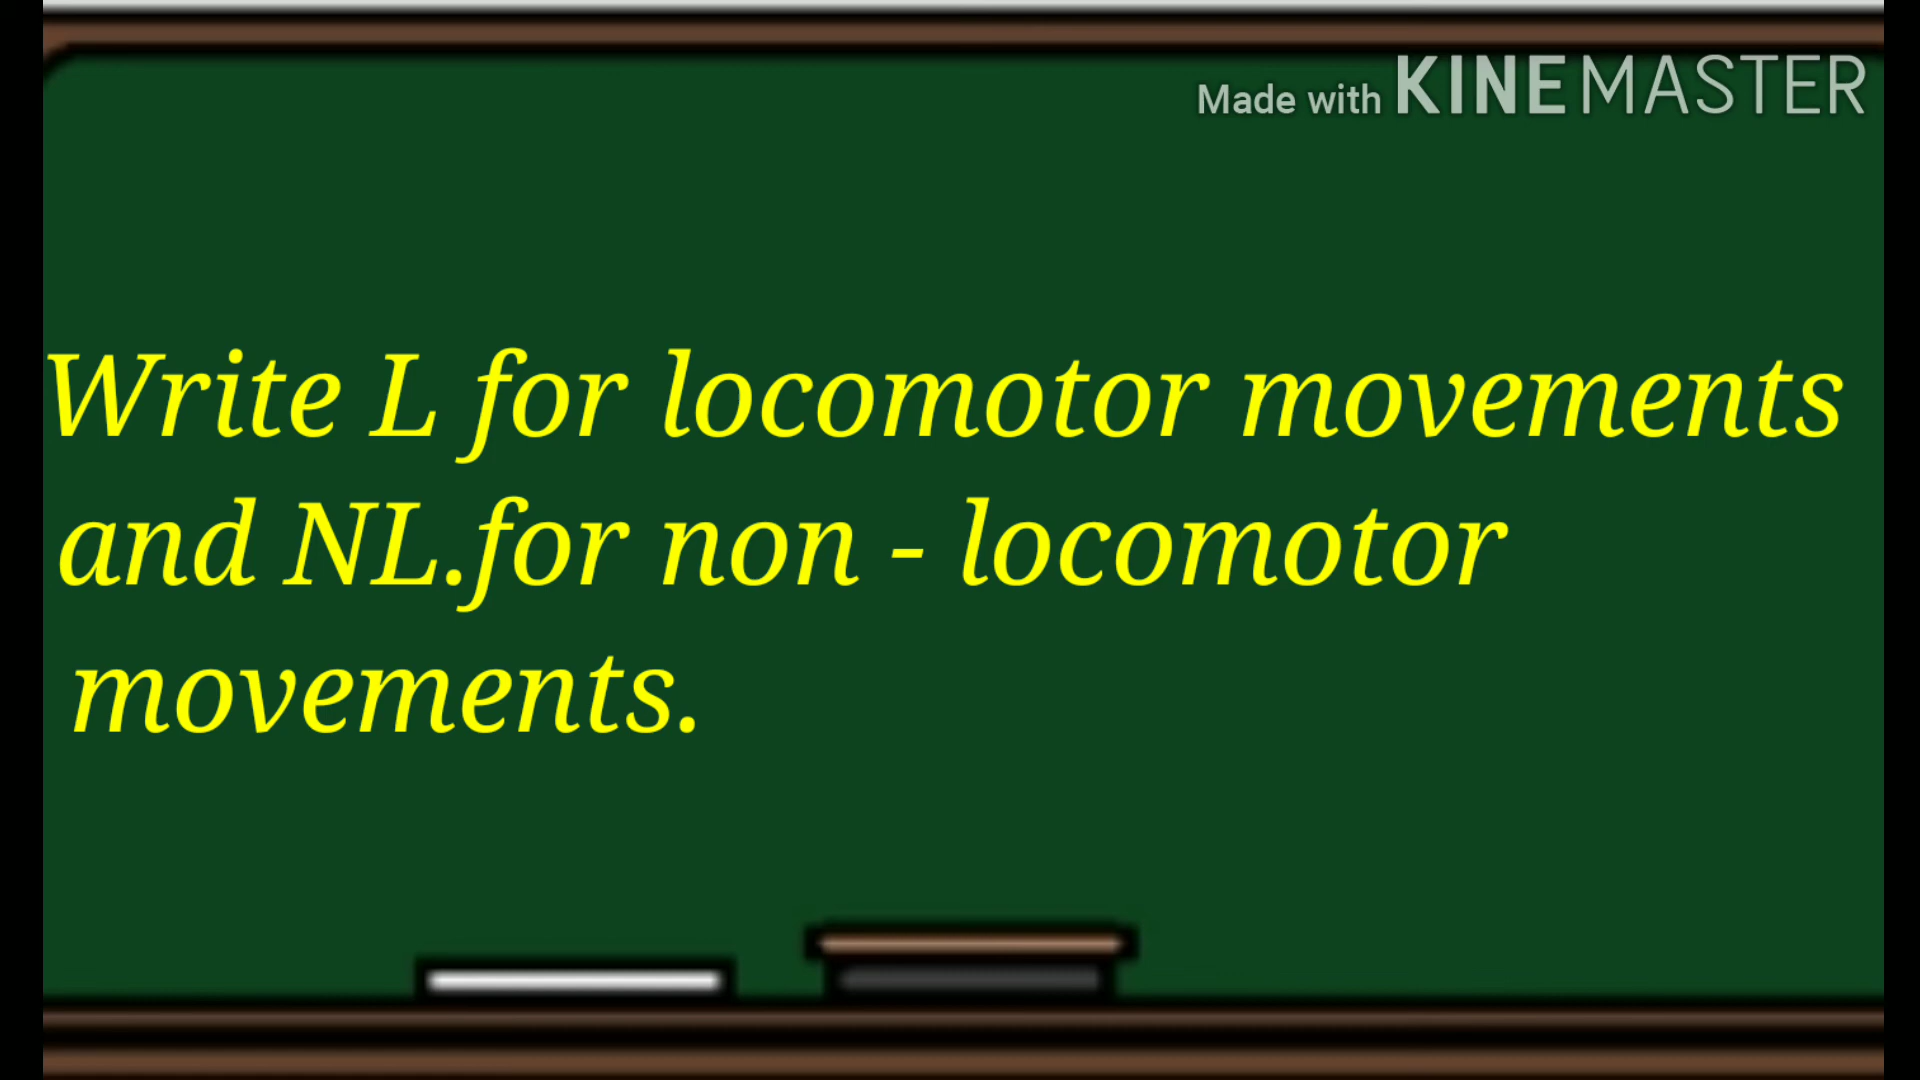 Made with KINEMASTER
Write L for locomotor movements
and NL.for non - locomotor
movements.